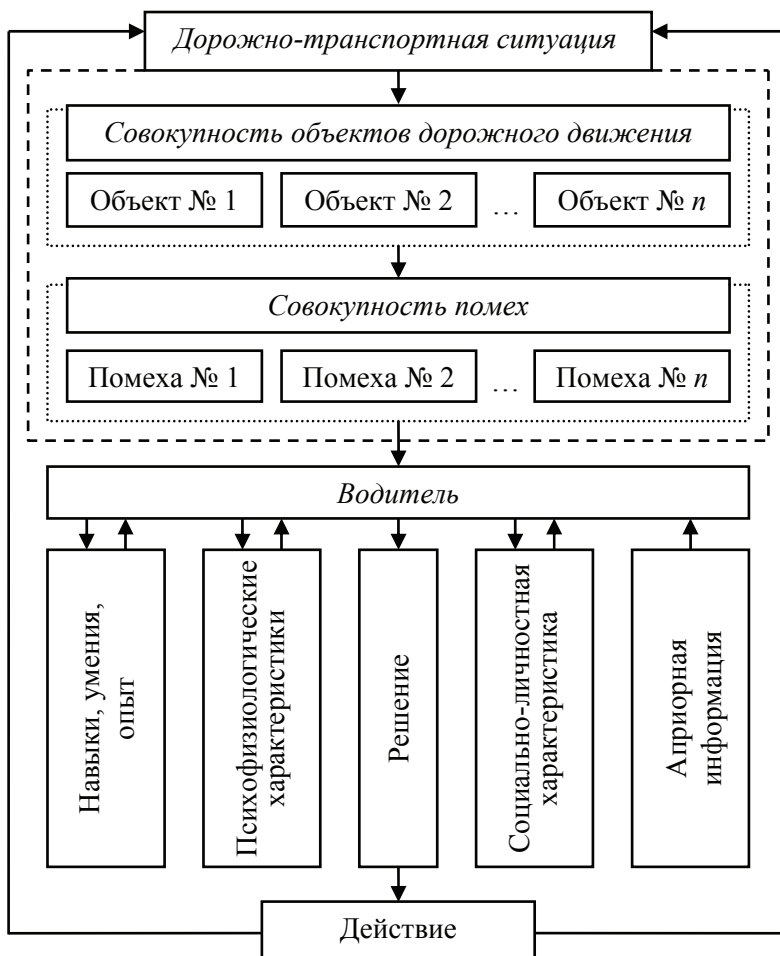 Дорожно-транспортная ситуация
Совокупность объектов дорожного движения
Объект № 1
Объект № 2
…
Объект № n
Совокупность помех
Помеха № 1
Помеха № 2
…
Помеха № n
Водитель
Навыки, умения,
опыт
Психофизиологические
характеристики
Решение
Социально-личностная
характеристика
Априорная
информация
Действие